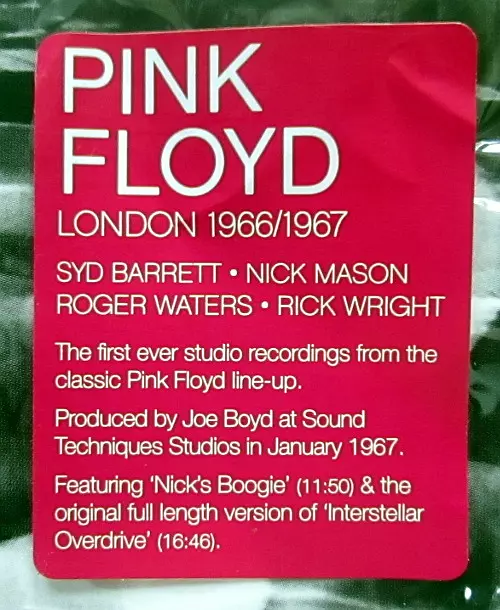 PINK
FLOYD
LONDON 1966/1967
SYD BARRETT • NICK MASON
ROGER WATERS • RICK WRIGHT
The first ever studio recordings from the
classic Pink Floyd line-up.
Produced by Joe Boyd at Sound
Techniques Studios in January 1967.
Featuring 'Nick's Boogie' (11:50) & the
original full length version of 'Interstellar
Overdrive' (16:46).